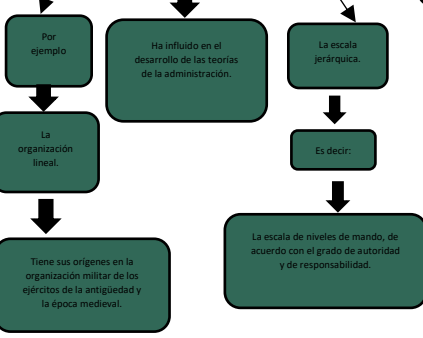 Por
ejemplo
La
organización
lineal.
Tiene sus orígenes en la
organización militar de los
ejércitos de la antigüedad y
la época medieval.
Ha influido en el
desarrollo de las teorías
de la administración.
La escala
jerárquica.
Es decir:
La escala de niveles de mando, de
acuerdo con el grado de autoridad
y de responsabilidad.